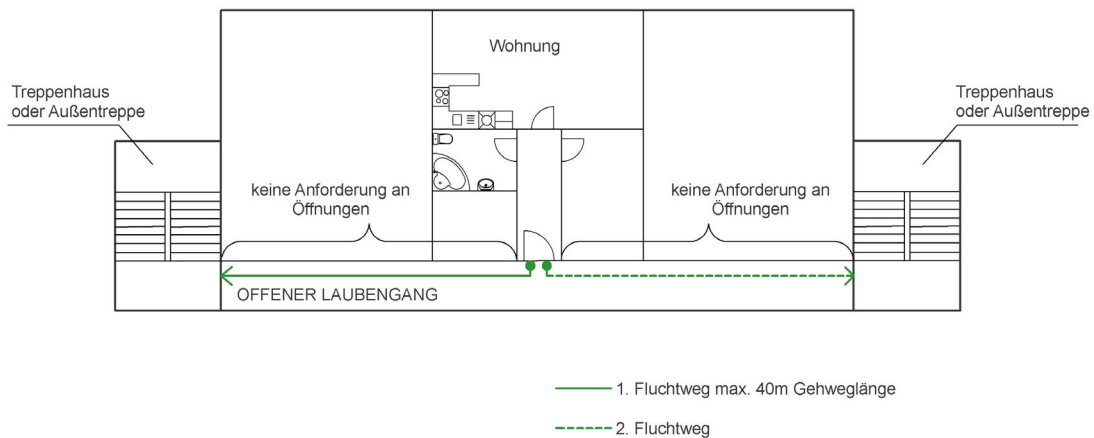 Wohnung
Treppenhaus
oder Außentreppe
Treppenhaus
oder Außentreppe
keine Anforderung an
Öffnungen
keine Anforderung an
Öffnungen
OFFENER LAUBENGANG
1. Fluchtweg max. 40m Gehweglänge
2. Fluchtweg